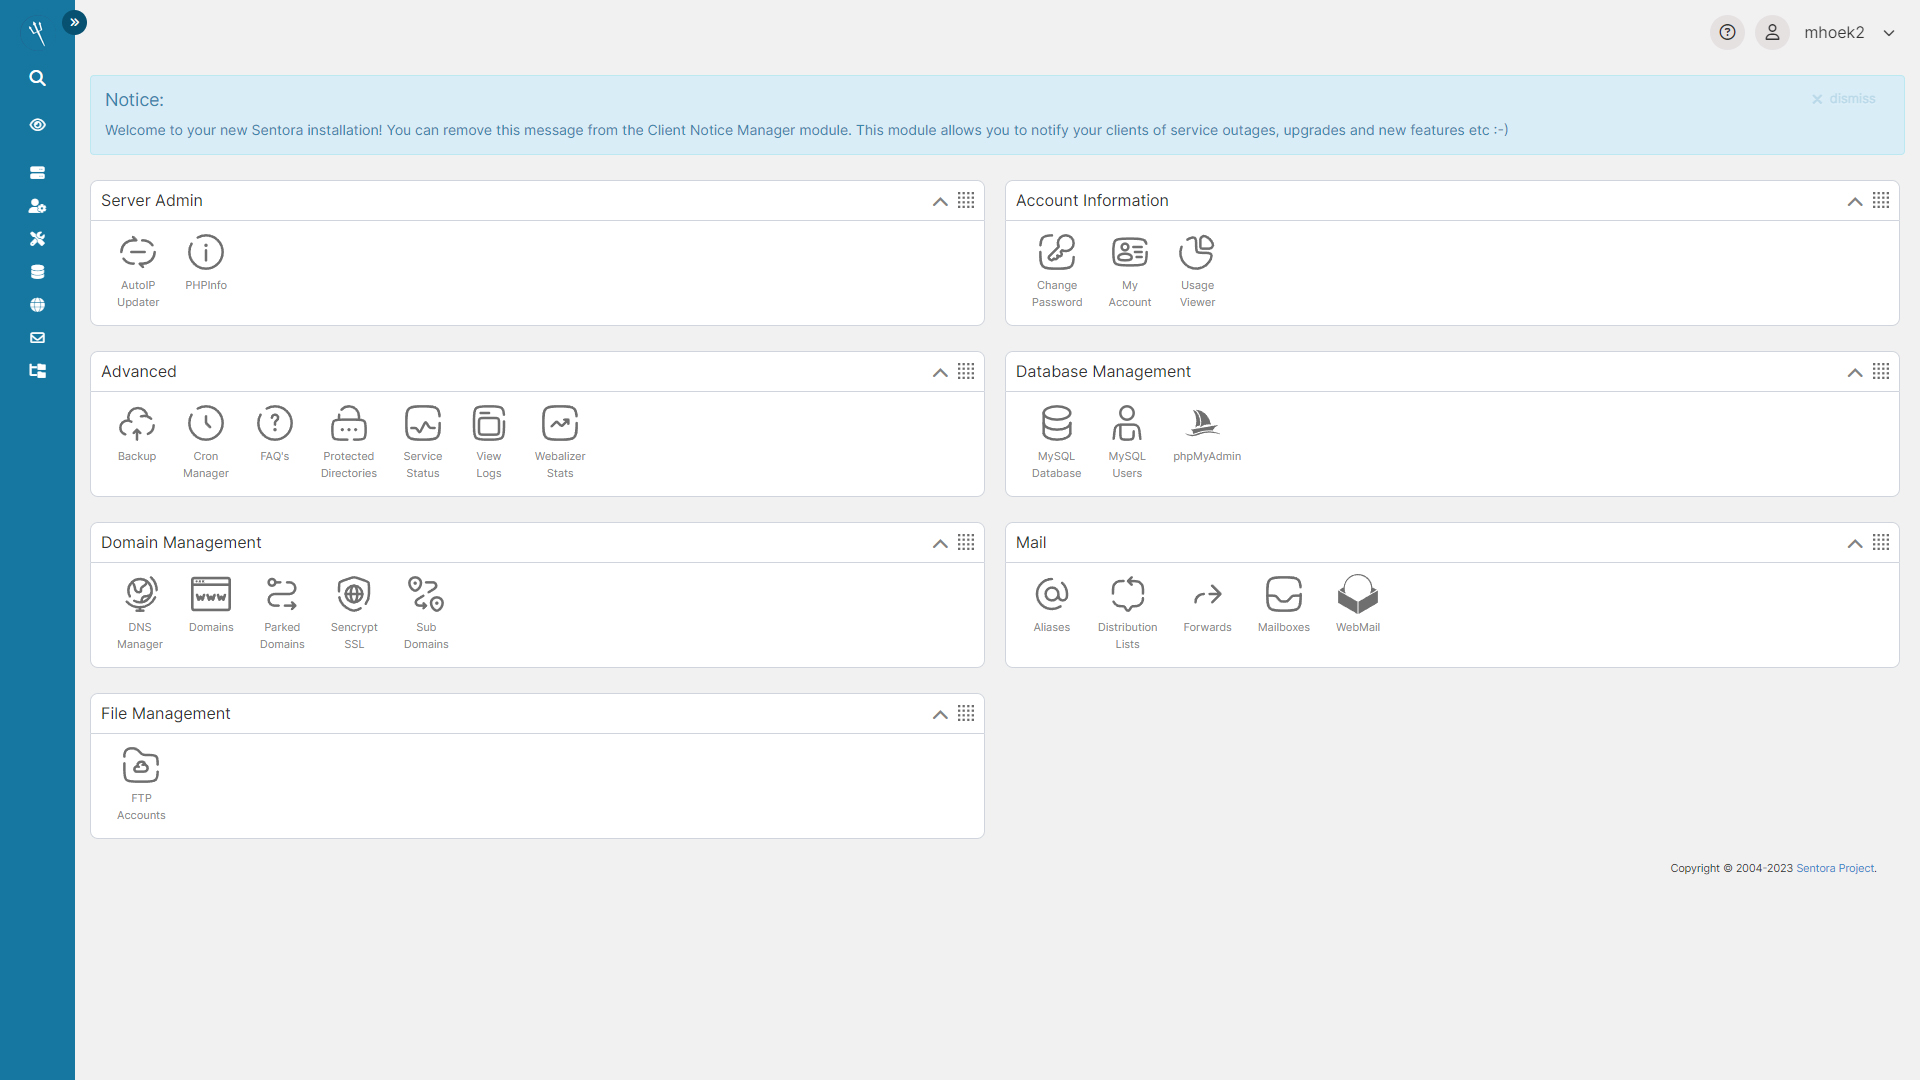 mhoek2
Notice:
dismiss
Welcome to your new Sentora installation! You can remove this message from the Client Notice Manager module. This module allows you to notify your clients of service outages, upgrades and new features etc :-)
Server Admin
AutoIP
Updater
PHPInfo
Account Information
Change
Password
My
Account
Usage
Viewer
Advanced
Backup
Cron
Manager
FAQ's
Protected
Directories
Service
Status
View
Logs
Webalizer
Stats
Database Management
MySQL
Database
MySQL
Users
phpMyAdmin
Domain Management
DNS
Manager
www
Domains
Parked
Domains
Sencrypt
SSL
Sub
Domains
Mail
Aliases
Distribution
Lists
Forwards
Mailboxes
WebMail
File Management
FTP
Accounts
Copyright © 2004-2023 Sentora Project.